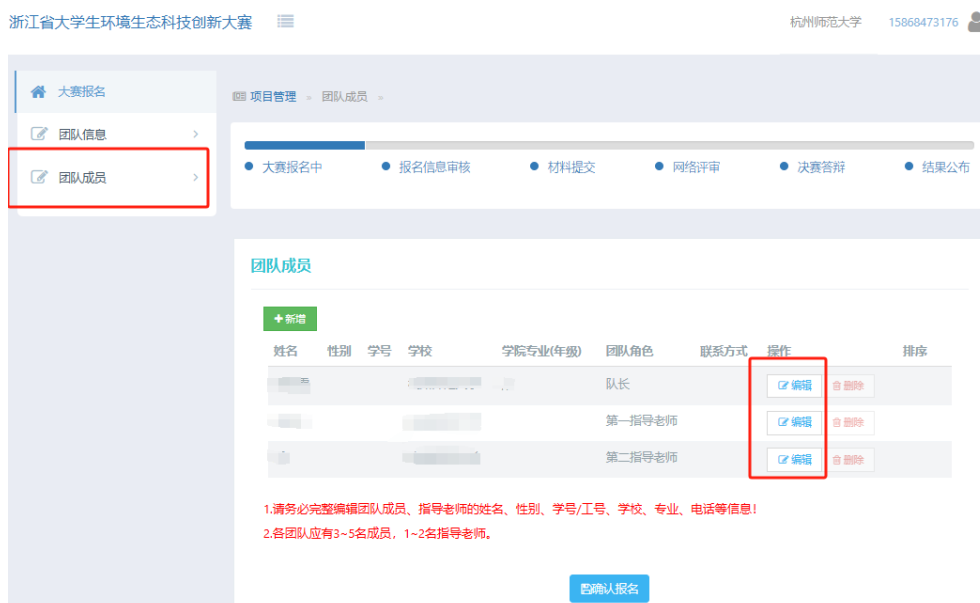 浙江省大学生环境生态科技创新大赛
杭州师范大学 15868473176
大赛报名
团队信息
团队成员
项目管理 » 团队成员 »
大赛报名中 报名信息审核 材料提交 网络评审 决赛答辩 结果公布
团队成员
+新增
姓名 性别 学号 学校 学院专业(年级) 团队角色 联系方式 操作 排序
队长 编辑 删除
第一指导老师 编辑 删除
第二指导老师 编辑 删除
1.请务必完整编辑团队成员、指导老师的姓名、性别、学号/工号、学校、专业、电话等信息!
2.各团队应有3~5名成员，1~2名指导老师。
确认报名